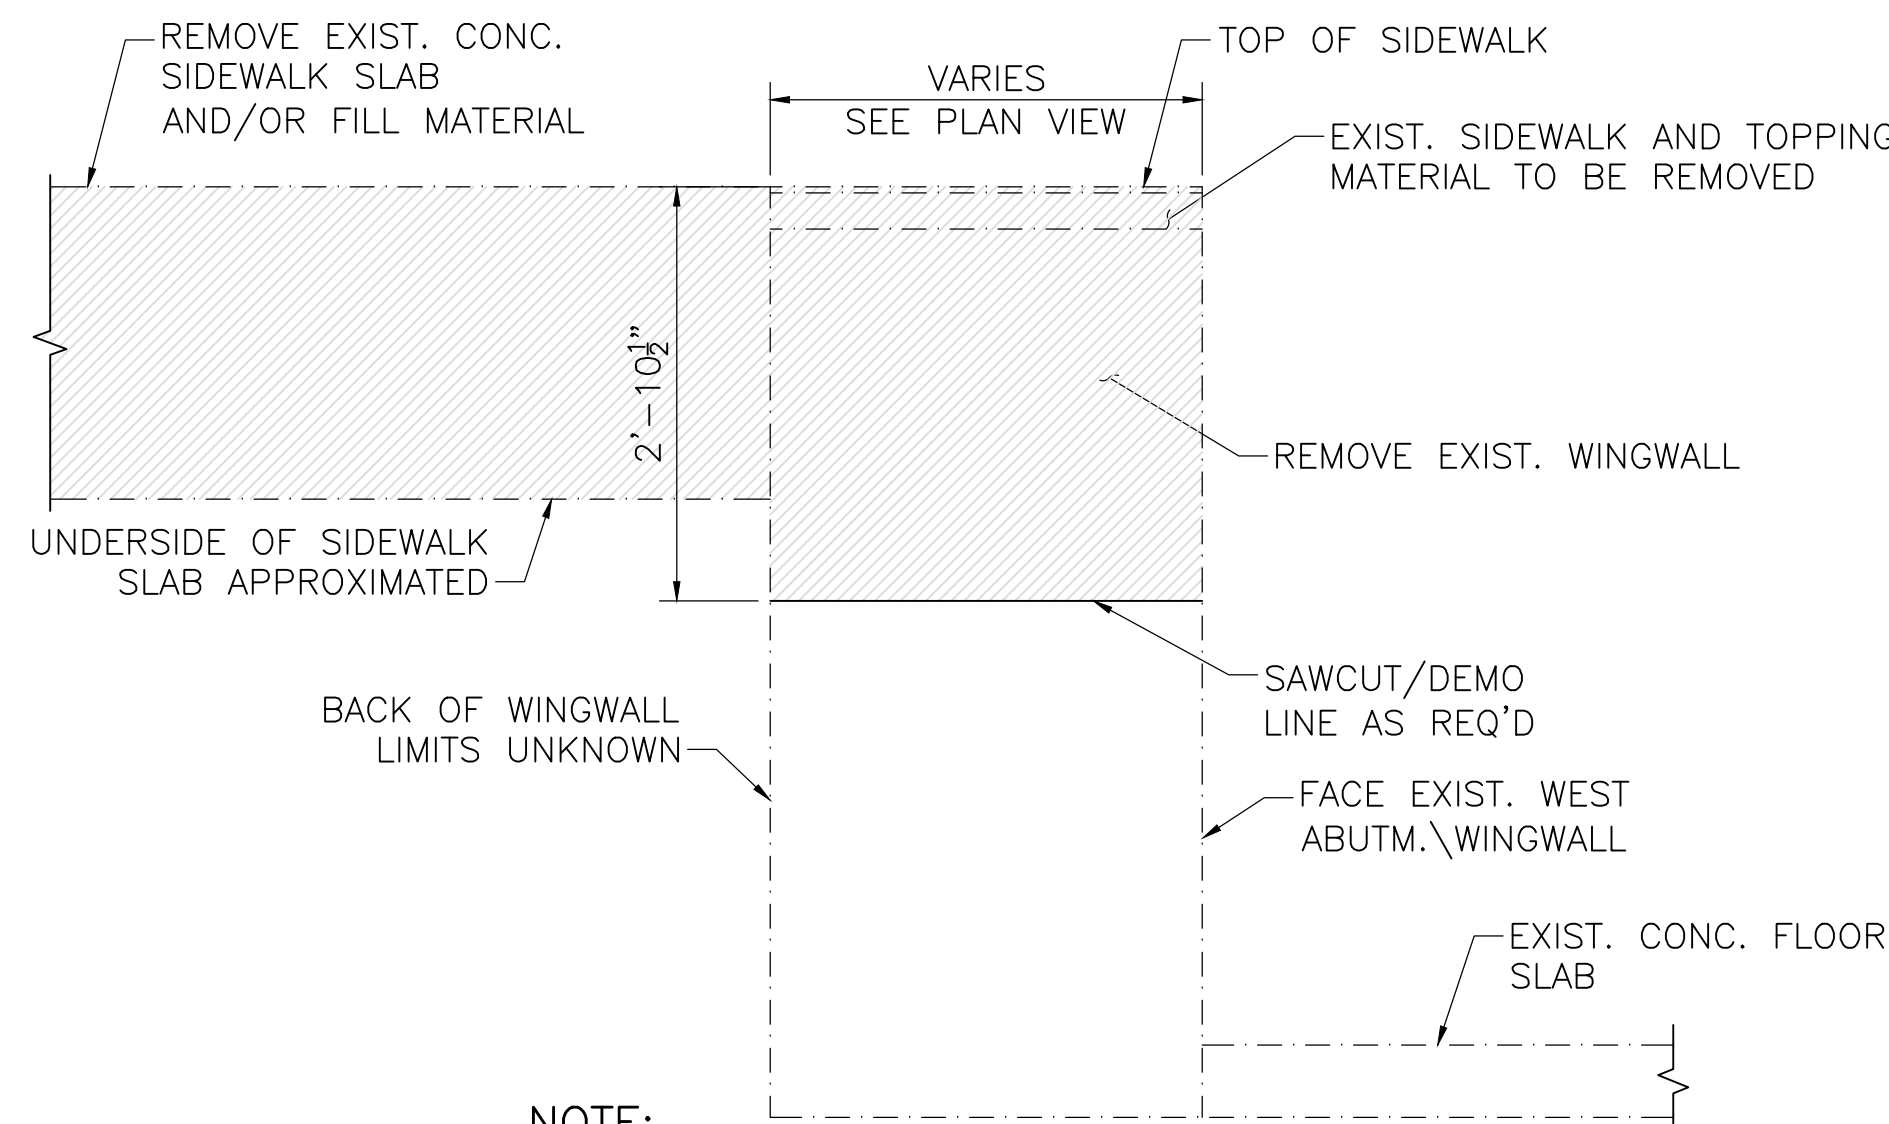 REMOVE EXIST. CONC.
SIDEWALK SLAB
AND/OR FILL MATERIAL
VARIES
SEE PLAN VIEW
TOP OF SIDEWALK
EXIST. SIDEWALK AND TOPPING
MATERIAL TO BE REMOVED
2'-10½"
REMOVE EXIST. WINGWALL
UNDERSIDE OF SIDEWALK
SLAB APPROXIMATED
SAWCUT/DEMO
LINE AS REQ'D
BACK OF WINGWALL
LIMITS UNKNOWN
FACE EXIST. WEST
ABUTM.\WINGWALL
EXIST. CONC. FLOOR
SLAB
NOTE: